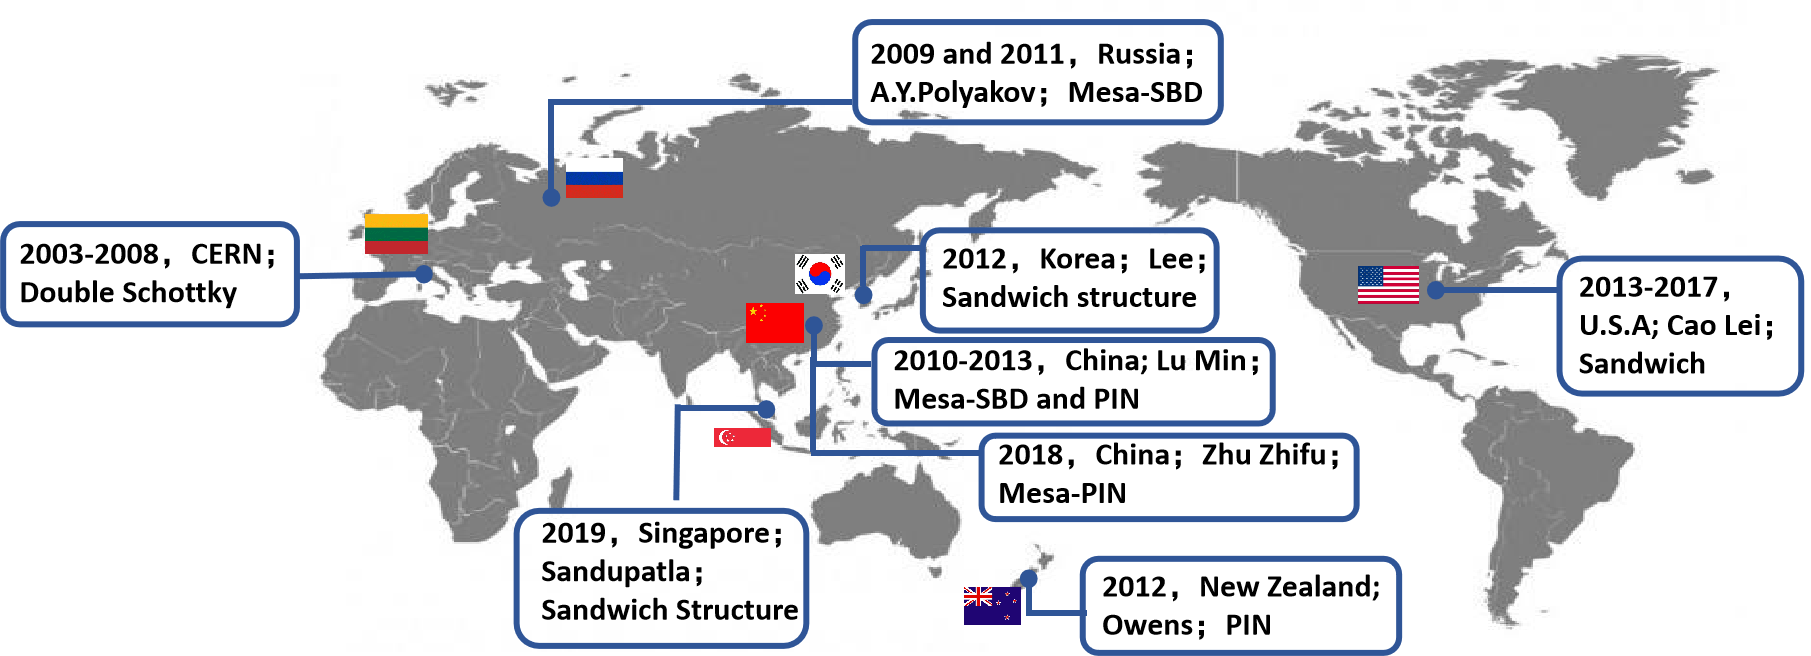 2009 and 2011，Russia；
A.Y.Polyakov；Mesa-SBD
2003-2008，CERN；
Double Schottky
2012，Korea；Lee；
Sandwich structure
2013-2017，
U.S.A; Cao Lei；
Sandwich
2010-2013，China; Lu Min；
Mesa-SBD and PIN
2018，China；Zhu Zhifu；
Mesa-PIN
2019，Singapore；
Sandupatla；
Sandwich Structure
2012，New Zealand;
Owens；PIN